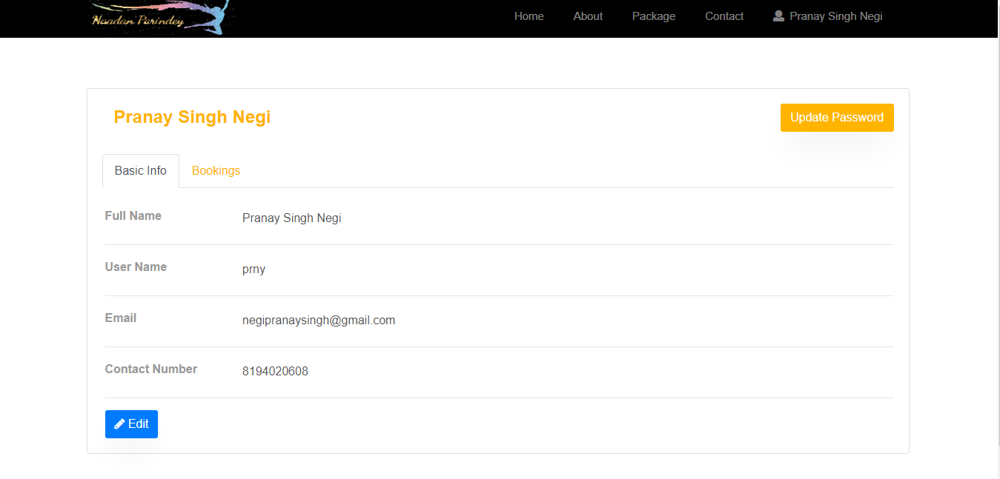 Naadan Parindey
Home About Package Contact Pranay Singh Negi
Pranay Singh Negi
Update Password
Basic Info Bookings
Full Name Pranay Singh Negi
User Name prny
Email negipranaysingh@gmail.com
Contact Number 8194020608
Edit